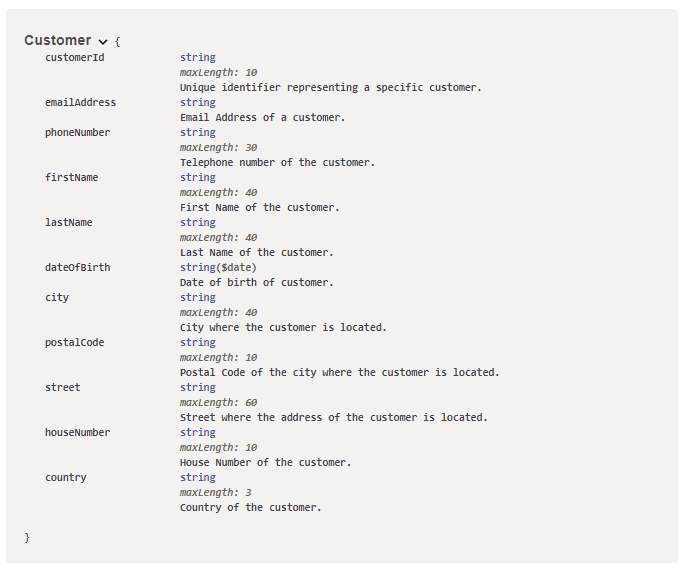 Customer {
customerId string
maxLength: 10
Unique identifier representing a specific customer.
emailAddress string
Email Address of a customer.
phoneNumber string
maxLength: 30
Telephone number of the customer.
firstName string
maxLength: 40
First Name of the customer.
lastName string
maxLength: 40
Last Name of the customer.
dateOfBirth string($date)
Date of birth of customer.
city string
maxLength: 40
City where the customer is located.
postalCode string
maxLength: 10
Postal Code of the city where the customer is located.
street string
maxLength: 60
Street where the address of the customer is located.
houseNumber string
maxLength: 10
House Number of the customer.
country string
maxLength: 3
Country of the customer.
}